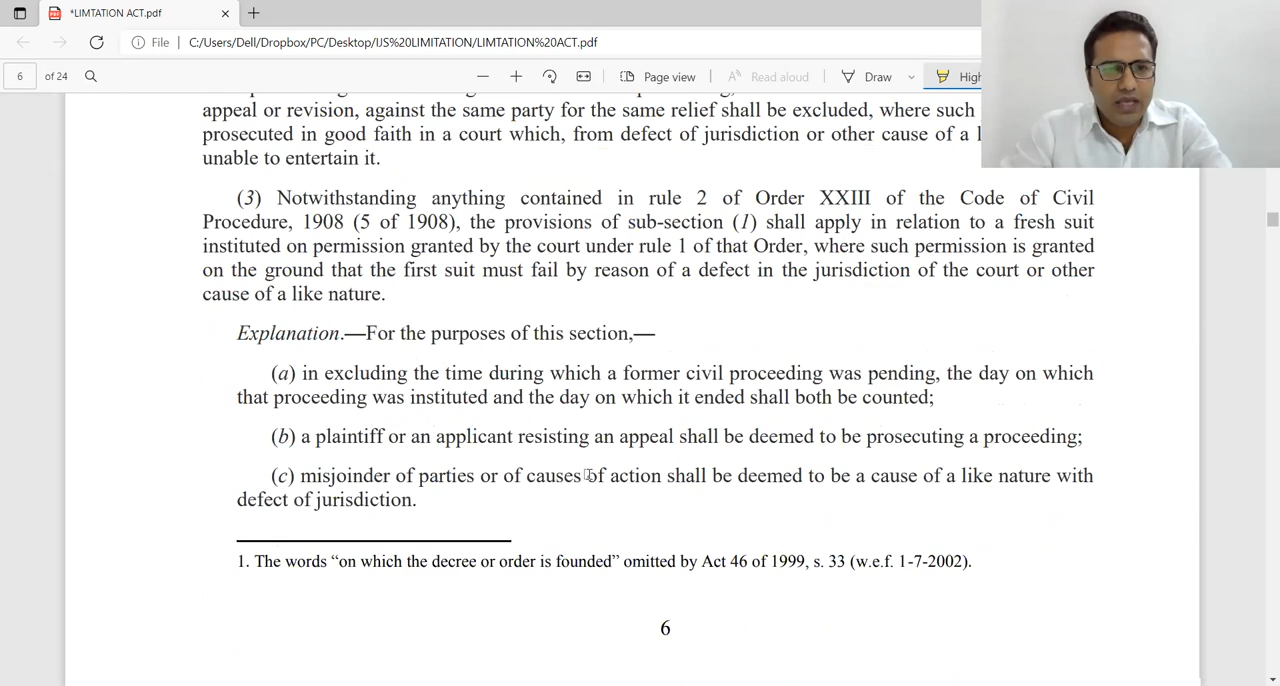 *LIMTATION ACT.pdf
File C:/Users/Dell/Dropbox/PC/Desktop/IJS%20LIMITATION/LIMTATION%20ACT.pdf
6 of 24 Page view Read aloud Draw High
appeal or revision, against the same party for the same relief shall be excluded, where such
prosecuted in good faith in a court which, from defect of jurisdiction or other cause of a
unable to entertain it.
(3) Notwithstanding anything contained in rule 2 of Order XXIII of the Code of Civil
Procedure, 1908 (5 of 1908), the provisions of sub-section (1) shall apply in relation to a fresh suit
instituted on permission granted by the court under rule 1 of that Order, where such permission is granted
on the ground that the first suit must fail by reason of a defect in the jurisdiction of the court or other
cause of a like nature.
Explanation.—For the purposes of this section,—
(a) in excluding the time during which a former civil proceeding was pending, the day on which
that proceeding was instituted and the day on which it ended shall both be counted;
(b) a plaintiff or an applicant resisting an appeal shall be deemed to be prosecuting a proceeding;
(c) misjoinder of parties or of causes of action shall be deemed to be a cause of a like nature with
defect of jurisdiction.
1. The words “on which the decree or order is founded” omitted by Act 46 of 1999, s. 33 (w.e.f. 1-7-2002).
6